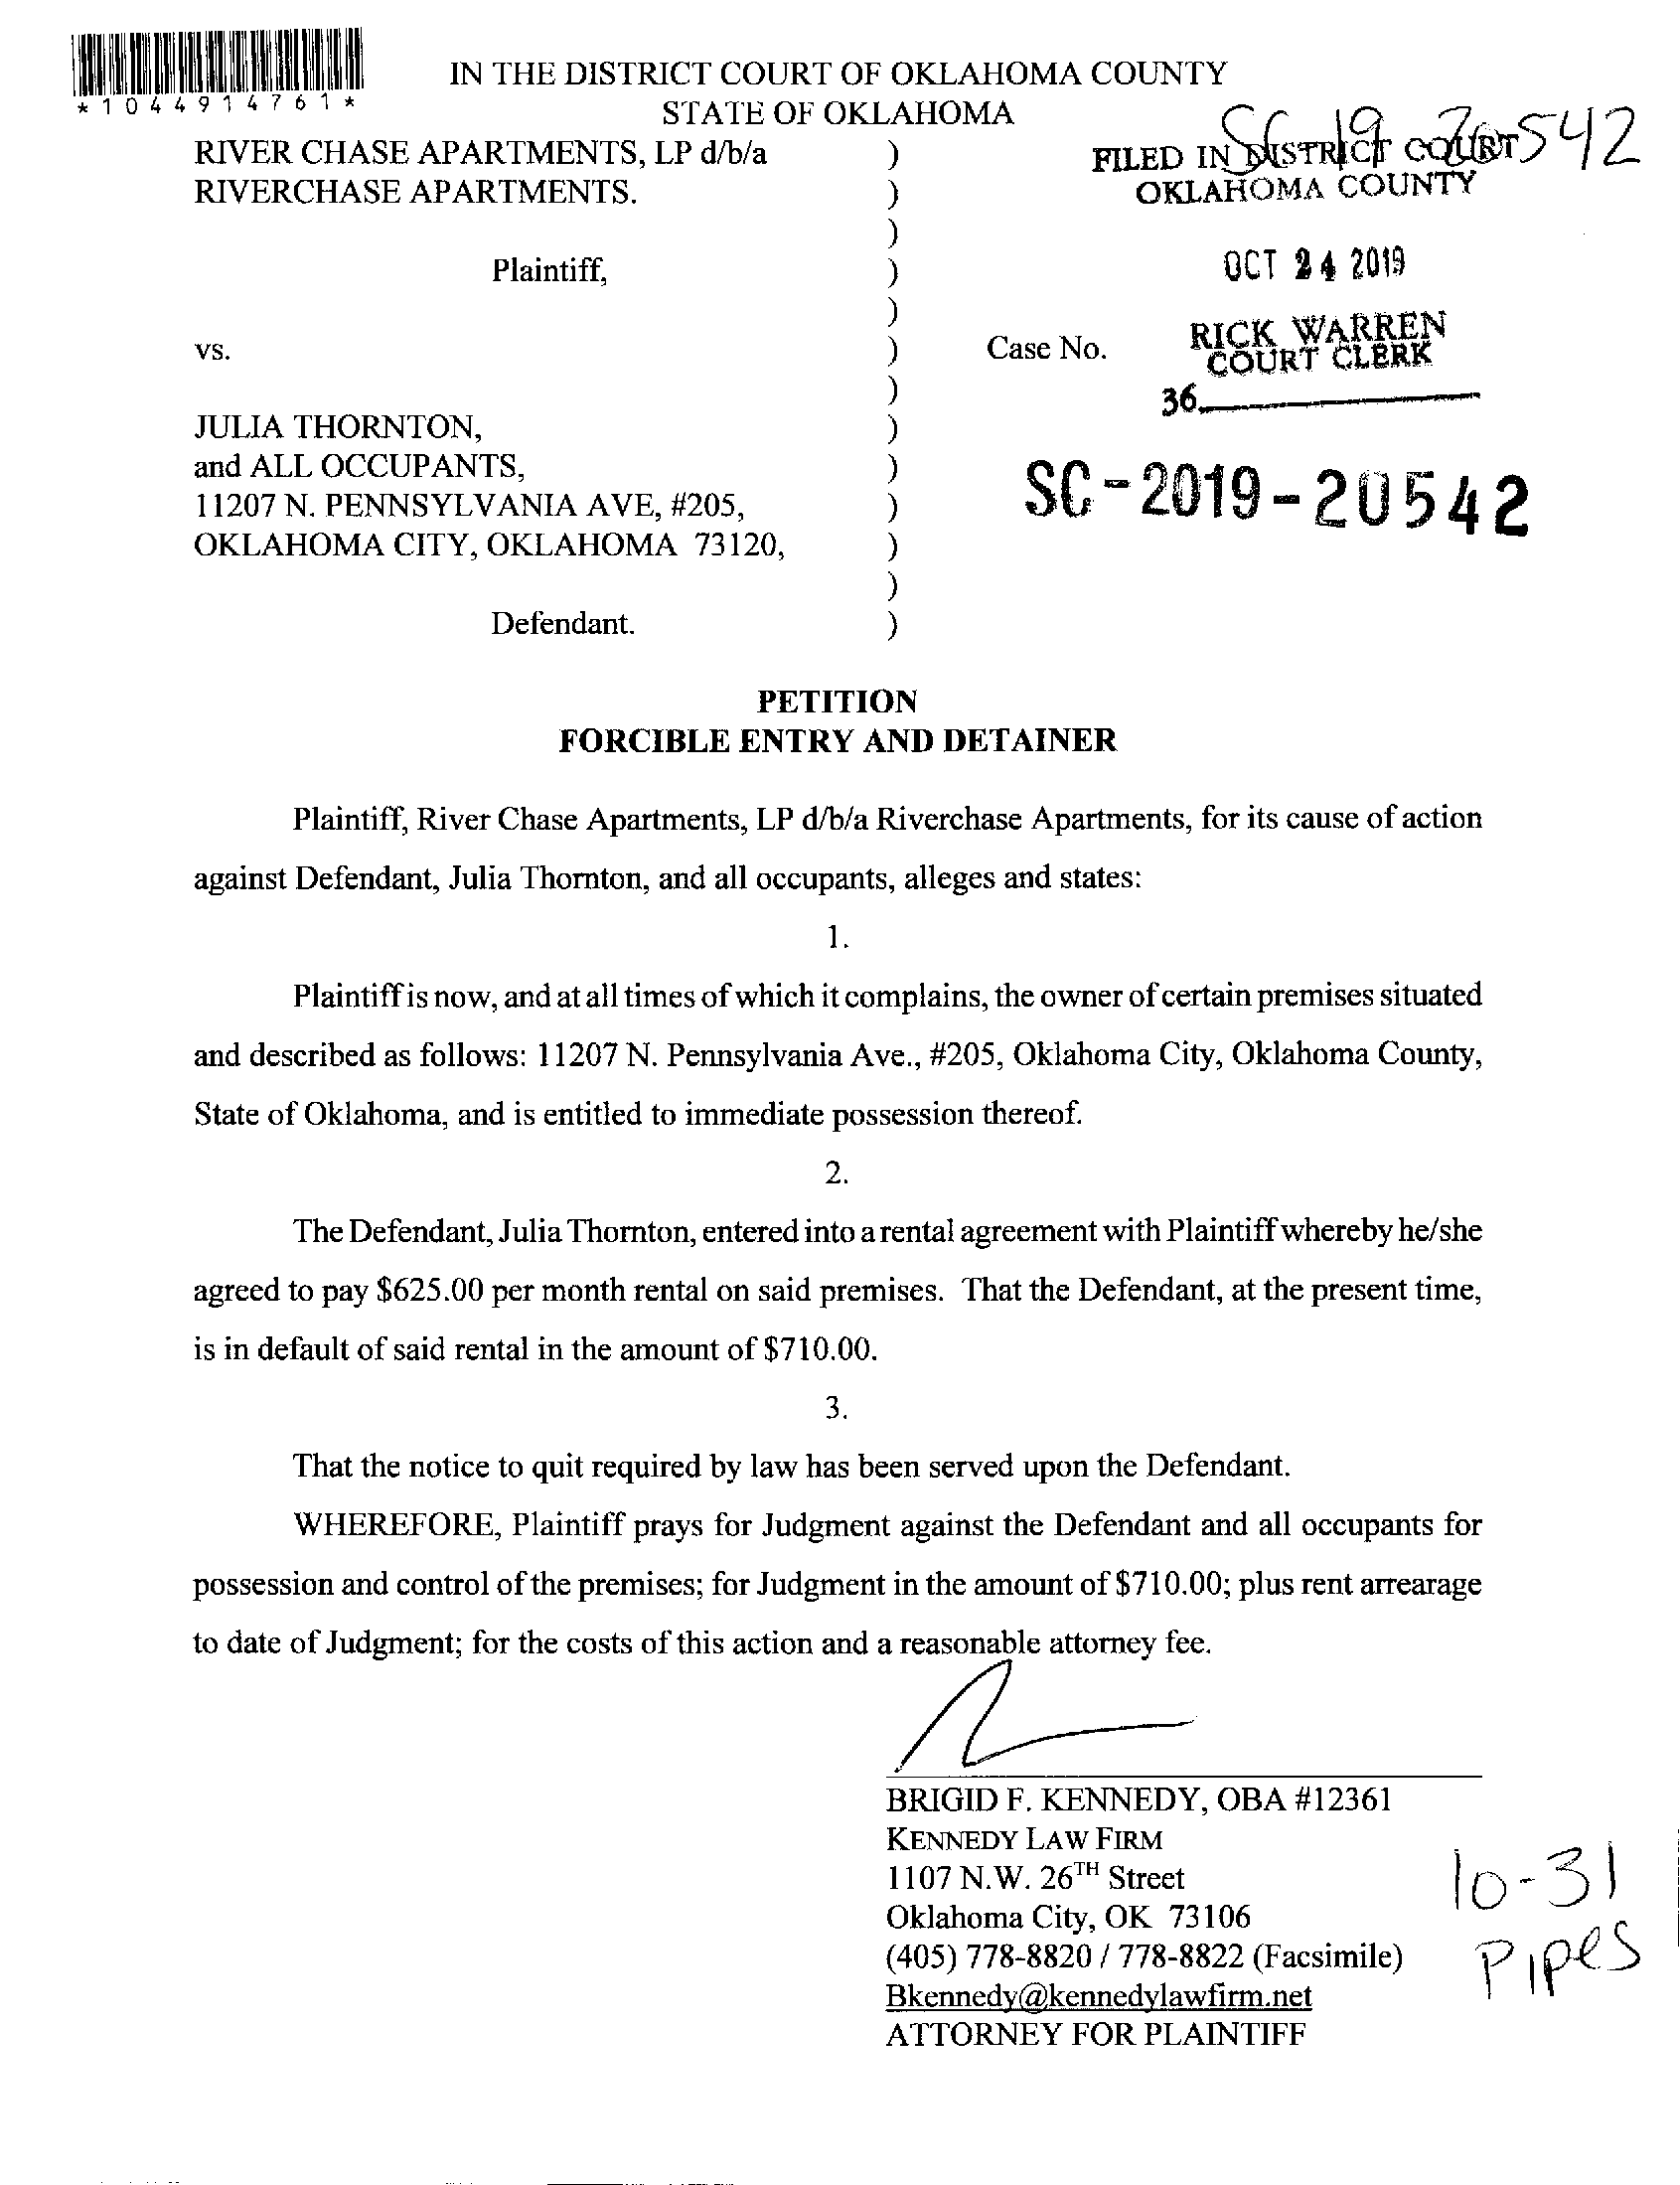 *1044914761*
IN THE DISTRICT COURT OF OKLAHOMA COUNTY
STATE OF OKLAHOMA
SC 19 20542
RIVER CHASE APARTMENTS, LP d/b/a )
RIVERCHASE APARTMENTS. )
)
Plaintiff, )
)
vs. )
)
JULIA THORNTON, )
and ALL OCCUPANTS, )
11207 N. PENNSYLVANIA AVE, #205, )
OKLAHOMA CITY, OKLAHOMA 73120, )
)
Defendant. )
FILED IN DISTRICT COURT
OKLAHOMA COUNTY
OCT 24 2019
RICK WARREN
COURT CLERK
Case No.
36
SC-2019-20542
PETITION
FORCIBLE ENTRY AND DETAINER
Plaintiff, River Chase Apartments, LP d/b/a Riverchase Apartments, for its cause of action
against Defendant, Julia Thornton, and all occupants, alleges and states:
1.
Plaintiff is now, and at all times of which it complains, the owner of certain premises situated
and described as follows: 11207 N. Pennsylvania Ave., #205, Oklahoma City, Oklahoma County,
State of Oklahoma, and is entitled to immediate possession thereof.
2.
The Defendant, Julia Thornton, entered into a rental agreement with Plaintiff whereby he/she
agreed to pay $625.00 per month rental on said premises. That the Defendant, at the present time,
is in default of said rental in the amount of $710.00.
3.
That the notice to quit required by law has been served upon the Defendant.
WHEREFORE, Plaintiff prays for Judgment against the Defendant and all occupants for
possession and control of the premises; for Judgment in the amount of $710.00; plus rent arrearage
to date of Judgment; for the costs of this action and a reasonable attorney fee.
BRIGID F. KENNEDY, OBA #12361
KENNEDY LAW FIRM
1107 N.W. 26TH Street
Oklahoma City, OK 73106
(405) 778-8820 / 778-8822 (Facsimile)
Bkennedy@kennedylawfirm.net
ATTORNEY FOR PLAINTIFF
10-31
Pipes